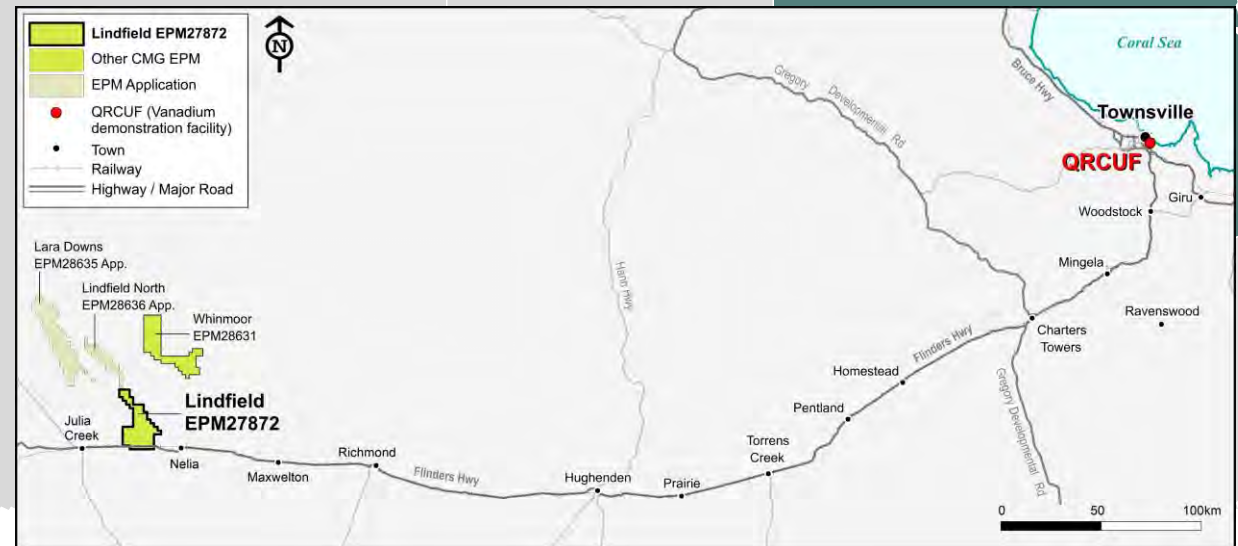 Lindfield EPM27872
Other CMG EPM
EPM Application
QRCUF (Vanadium
demonstration facility)
Town
Railway
Highway / Major Road
N
Coral Sea
Bruce Hwy
Gregory Developmental Rd
Townsville
QRCUF
Giru
Woodstock
Mingela
Ravenswood
Charters
Towers
Flinders Hwy
Homestead
Gregory Developmental Rd
Pentland
Torrens
Creek
Hann Hwy
Lara Downs
EPM28635 App.
Lindfield North
EPM28636 App.
Whinmoor
EPM28631
Lindfield
EPM27872
Julia
Creek
Nelia
Maxwelton
Richmond
Flinders Hwy
Hughenden
Prairie
0 50 100km